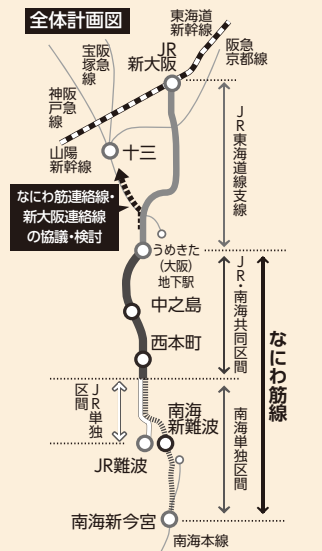 全体計画図
東海道
新幹線
宝塚線
阪急
JR
新大阪
阪急
京都線
神戸線
阪急
山陽
新幹線
十三
JR東海道線支線
なにわ筋連絡線・
新大阪連絡線
の協議・検討
うめきた
（大阪）
地下駅
中之島
西本町
JR・南海共同区間
なにわ筋線
JR単独
区間
南海
新難波
JR難波
南海単独区間
南海新今宮
南海本線